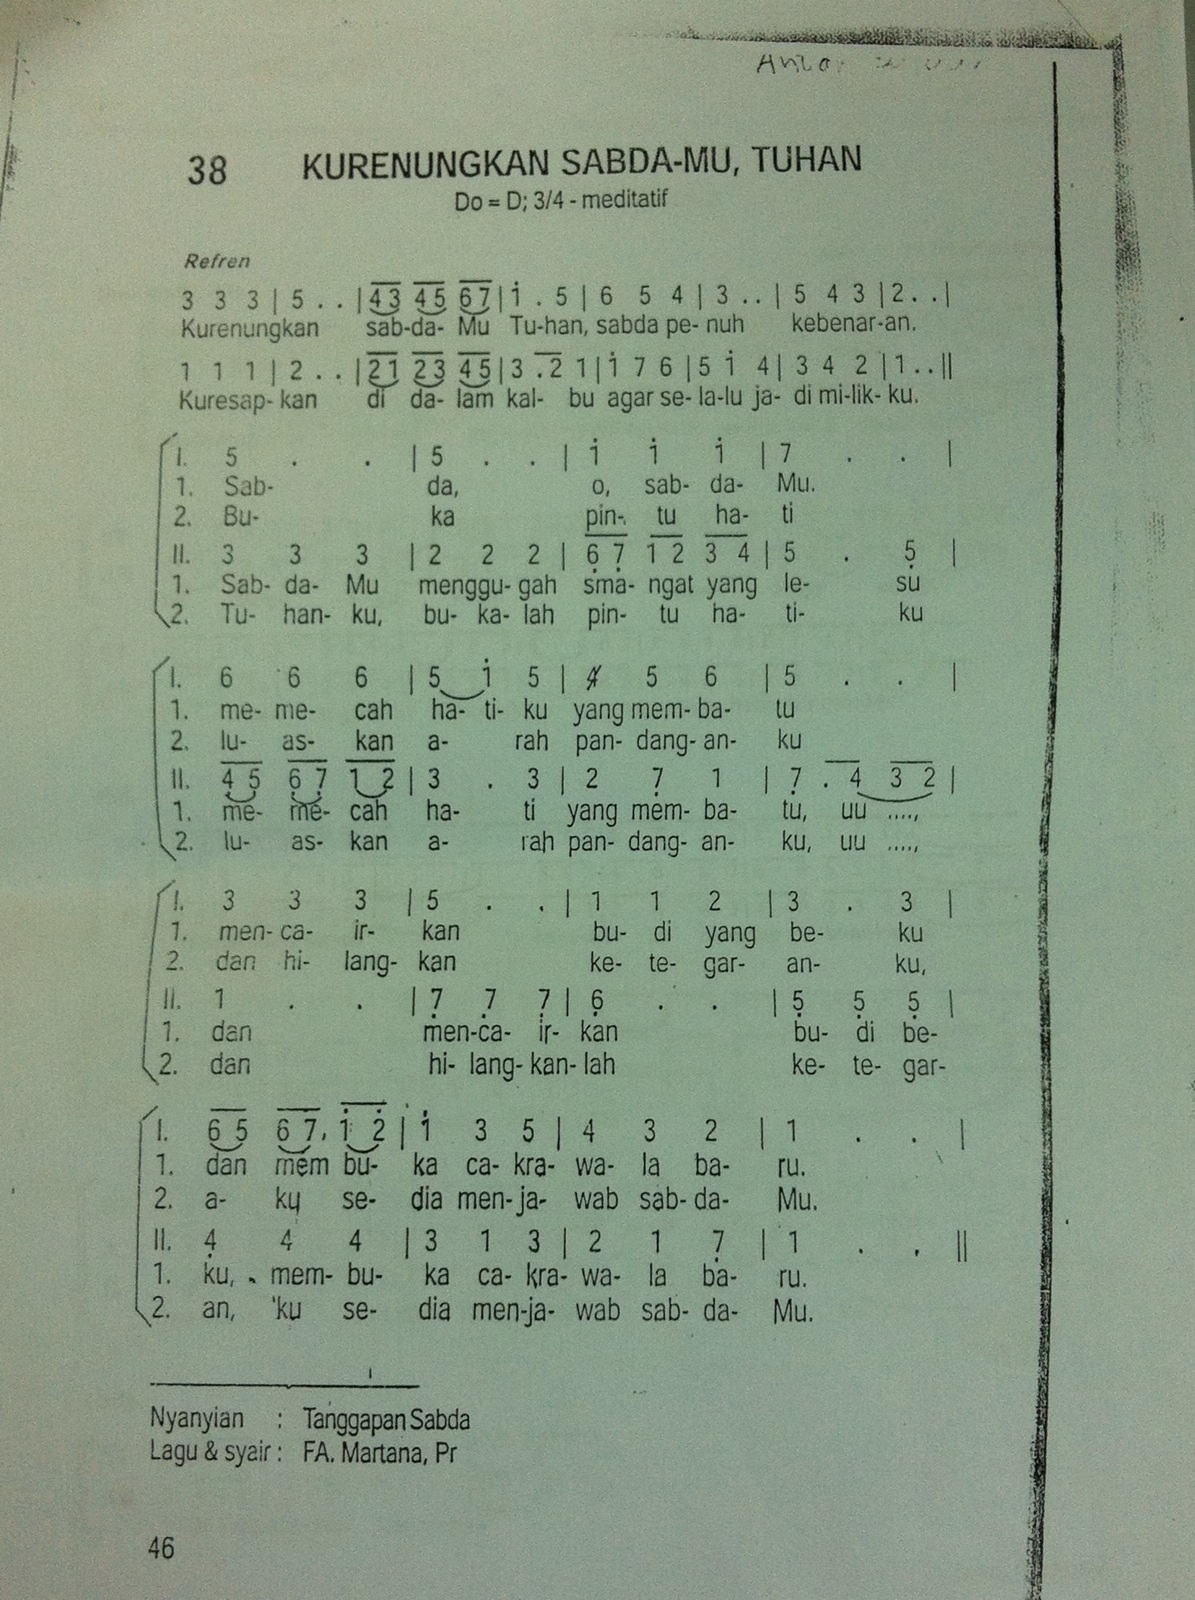 38 KURENUNGKAN SABDA-MU, TUHAN
Do = D; 3/4 - meditatif
Refren
3 3 3 | 5 . . | 4̅3̅ 4̅5̅ 6̅7̅ | 1̇ . 5 | 6 5 4 | 3 . . | 5 4 3 | 2 . . |
Kurenungkan sab-da- Mu Tu-han, sabda pe- nuh kebenar-an.
1 1 1 | 2 . . | 2̅1̅ 2̅3̅ 4̅5̅ | 3 .̅2̅ 1 | 1̇ 7 6 | 5 1̇ 4 | 3 4 2 | 1 . . ||
Kuresap- kan di da- lam kal- bu agar se- la-lu ja- di mi-lik- ku.
I. 5 . . | 5 . . | 1̇ 1̇ 1̇ | 7 . . |
1. Sab- da, o, sab- da- Mu.
2. Bu- ka pin- tu ha- ti
II. 3 3 3 | 2 2 2 | 6̣̅7̣̅ 1̅2̅ 3̅4̅ | 5 . 5̣ |
1. Sab- da- Mu menggu- gah sma- ngat yang le- su
2. Tu- han- ku, bu- ka- lah pin- tu ha- ti- ku
I. 6 6 6 | 5 1̇ 5 | 4 5 6 | 5 . . |
1. me- me- cah ha- ti- ku yang mem- ba- tu
2. lu- as- kan a- rah pan- dang- an- ku
II. 4̣̅5̣̅ 6̣̅7̣̅ 1̅2̅ | 3 . 3 | 2 7̣ 1 | 7̣ .̅4̅ 3̅2̅ |
1. me- me- cah ha- ti yang mem- ba- tu, uu ....,
2. lu- as- kan a- rah pan- dang- an- ku, uu ....,
I. 3 3 3 | 5 . . | 1 1 2 | 3 . 3 |
1. men- ca- ir- kan bu- di yang be- ku
2. dan hi- lang- kan ke- te- gar- an- ku,
II. 1 . . | 7̣ 7̣ 7̣ | 6̣ . . | 5̣ 5̣ 5̣ |
1. dan men-ca- ir- kan bu- di be-
2. dan hi- lang- kan- lah ke- te- gar-
I. 6̅5̅ 6̅7̅ 1̇̅2̇̅ | 1̇ 3 5 | 4 3 2 | 1 . . |
1. dan mem bu- ka ca- kra- wa- la ba- ru.
2. a- ku se- dia men- ja- wab sab- da- Mu.
II. 4̣ 4 4 | 3 1 3 | 2 1 7̣ | 1 . . ||
1. ku, mem- bu- ka ca- kra- wa- la ba- ru.
2. an, 'ku se- dia men-ja- wab sab- da- Mu.
Nyanyian : Tanggapan Sabda
Lagu & syair : FA. Martana, Pr
46